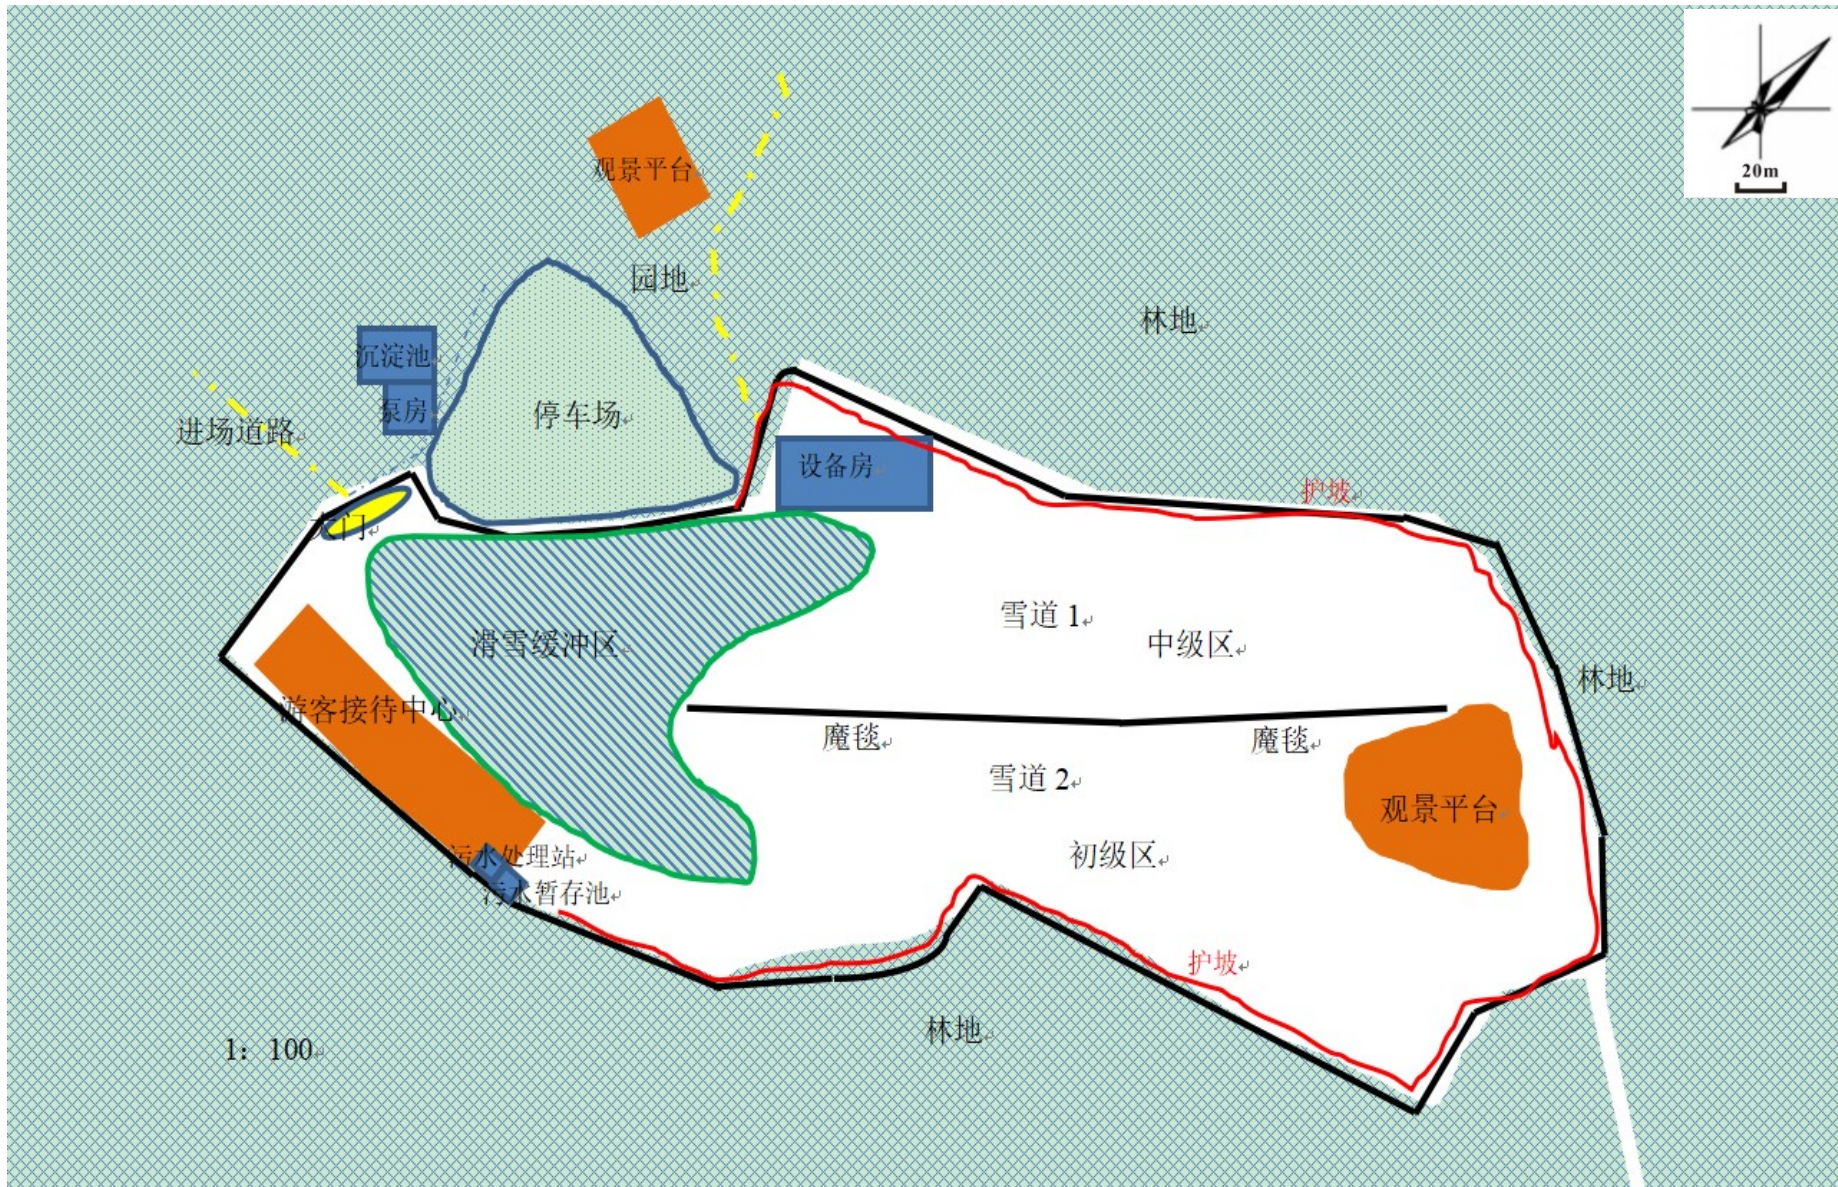 20m
观景平台
园地
林地
沉淀池
泵房
停车场
进场道路
设备房
护坡
大门
雪道 1
滑雪缓冲区
中级区
林地
游客接待中心
魔毯
魔毯
雪道 2
观景平台
初级区
污水处理站
污水暂存池
护坡
林地
1：100